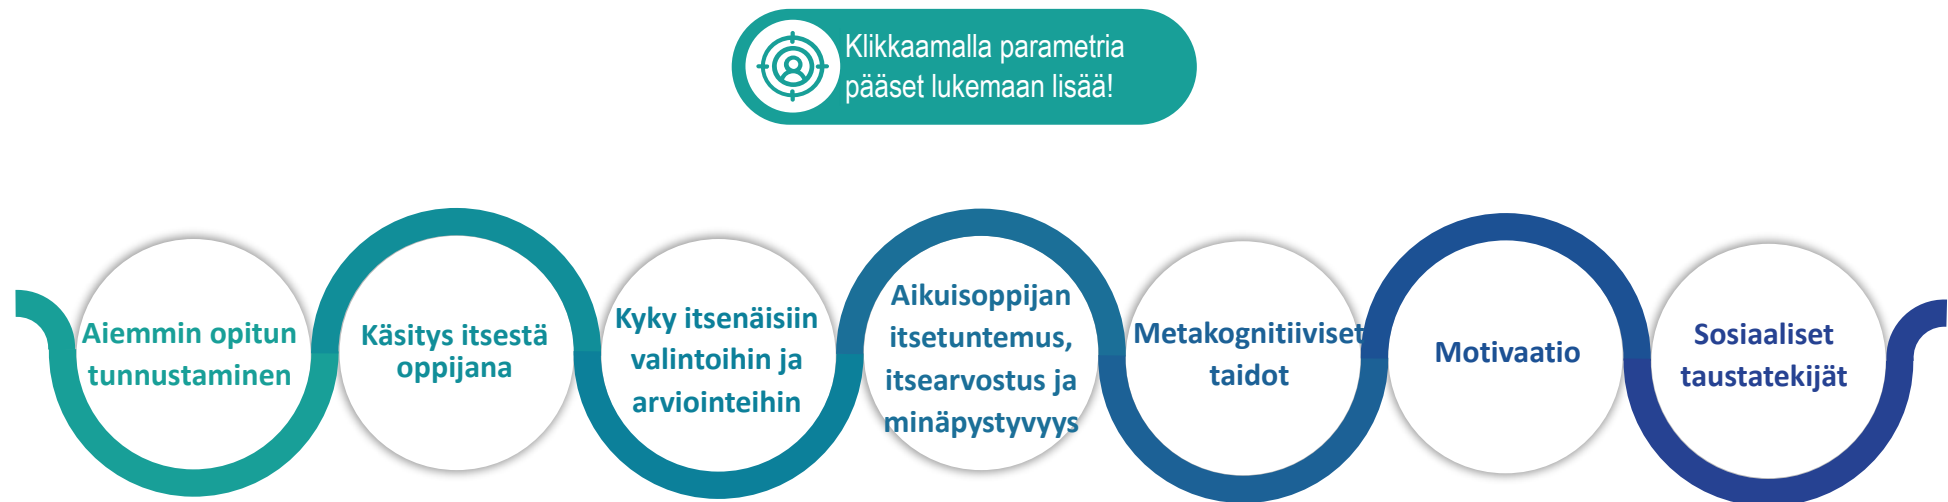 Klikkaamalla parametria
pääset lukemaan lisää!
Aiemmin opitun
tunnustaminen
Käsitys itsestä
oppijana
Kyky itsenäisiin
valintoihin ja
arviointeihin
Aikuisoppijan
itsetuntemus,
itsearvostus ja
minäpystyvyys
Metakognitiiviset
taidot
Motivaatio
Sosiaaliset
taustatekijät